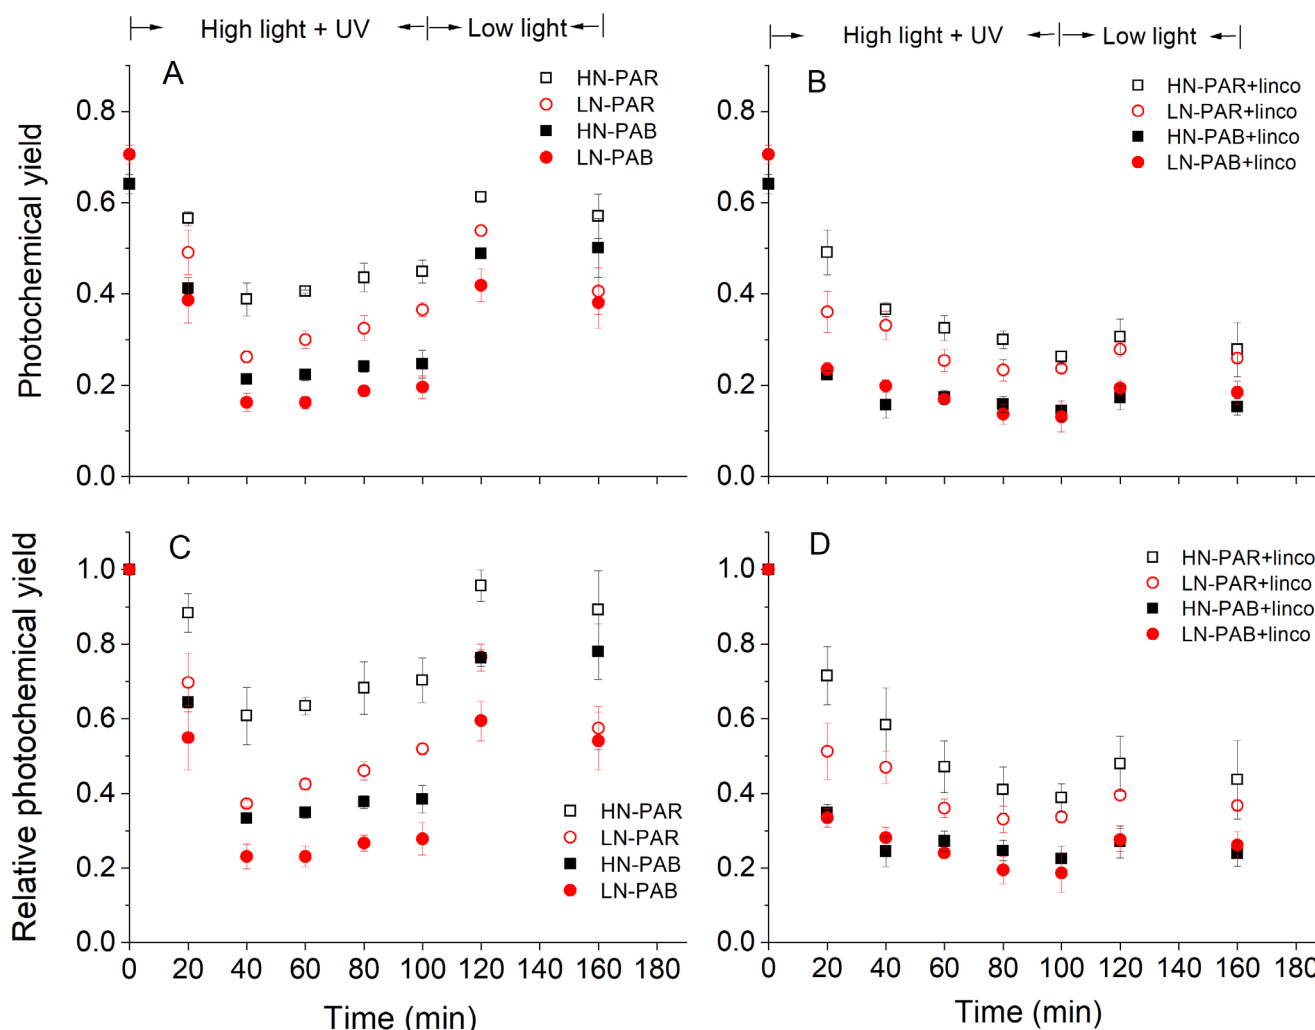 High light + UV Low light
High light + UV Low light
A
HN-PAR
LN-PAR
HN-PAB
LN-PAB
Photochemical yield
0.8
0.6
0.4
0.2
0.0
B
HN-PAR+linco
LN-PAR+linco
HN-PAB+linco
LN-PAB+linco
0.8
0.6
0.4
0.2
0.0
C
HN-PAR
LN-PAR
HN-PAB
LN-PAB
Relative photochemical yield
1.0
0.8
0.6
0.4
0.2
0.0
0 20 40 60 80 100 120 140 160 180
Time (min)
D
HN-PAR+linco
LN-PAR+linco
HN-PAB+linco
LN-PAB+linco
1.0
0.8
0.6
0.4
0.2
0.0
0 20 40 60 80 100 120 140 160 180
Time (min)